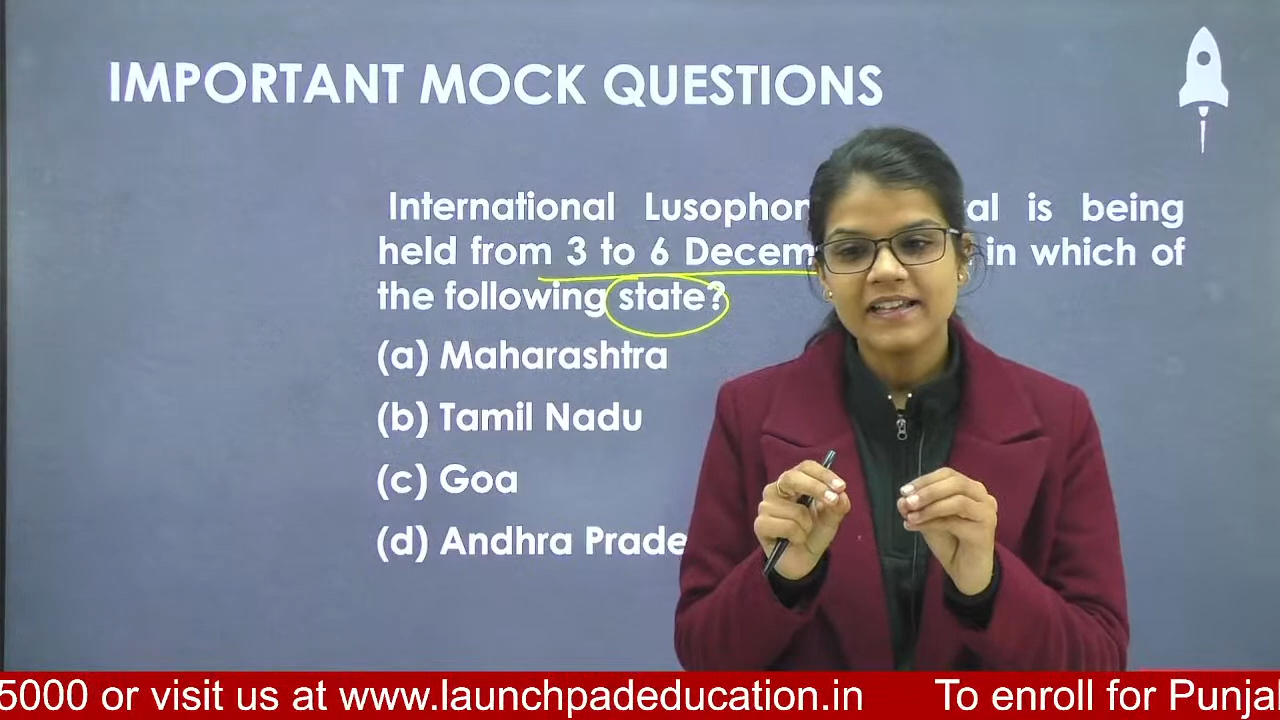 IMPORTANT MOCK QUESTIONS
International Lusophon al is being
held from 3 to 6 Decem in which of
the following state?
(a) Maharashtra
(b) Tamil Nadu
(c) Goa
(d) Andhra Prade
5000 or visit us at www.launchpadeducation.in To enroll for Punjab